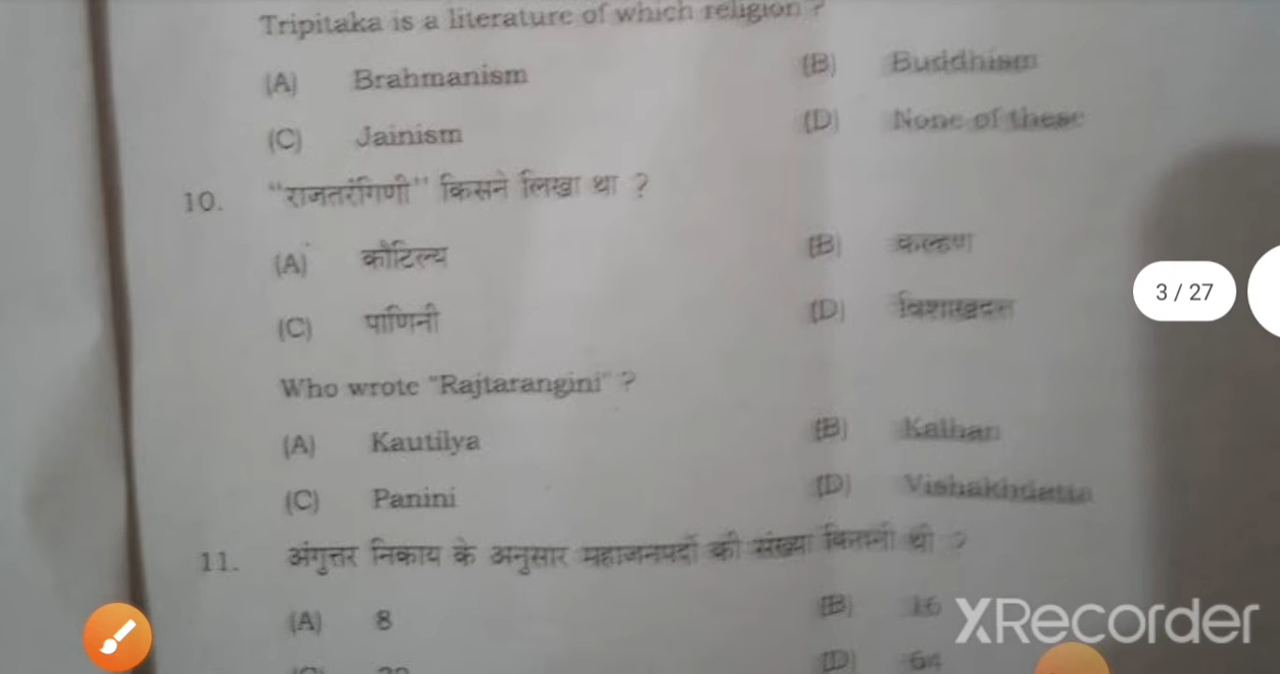 Tripitaka is a literature of which religion ?
(A) Brahmanism (B) Buddhism
(C) Jainism (D) None of these
10. "राजतरंगिणी" किसने लिखा था ?
(A) कौटिल्य (B) कल्हण
(C) पाणिनी (D) विशाखदत्त
Who wrote "Rajtarangini" ?
(A) Kautilya (B) Kalhan
(C) Panini (D) Vishakhdatta
11. अंगुत्तर निकाय के अनुसार महाजनपदों की संख्या कितनी थी ?
(A) 8 (B) 16
(D) 64
3 / 27
XRecorder